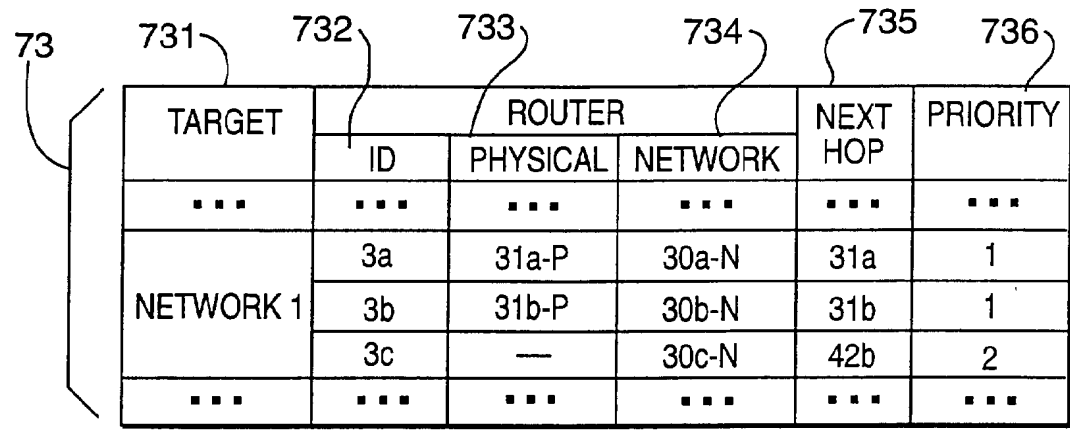 73 731 732 733 734 735 736
TARGET ROUTER NEXT HOP PRIORITY
ID PHYSICAL NETWORK
... ... ... ... ... ...
NETWORK 1 3a 31a-P 30a-N 31a 1
3b 31b-P 30b-N 31b 1
3c — 30c-N 42b 2
... ... ... ... ... ...